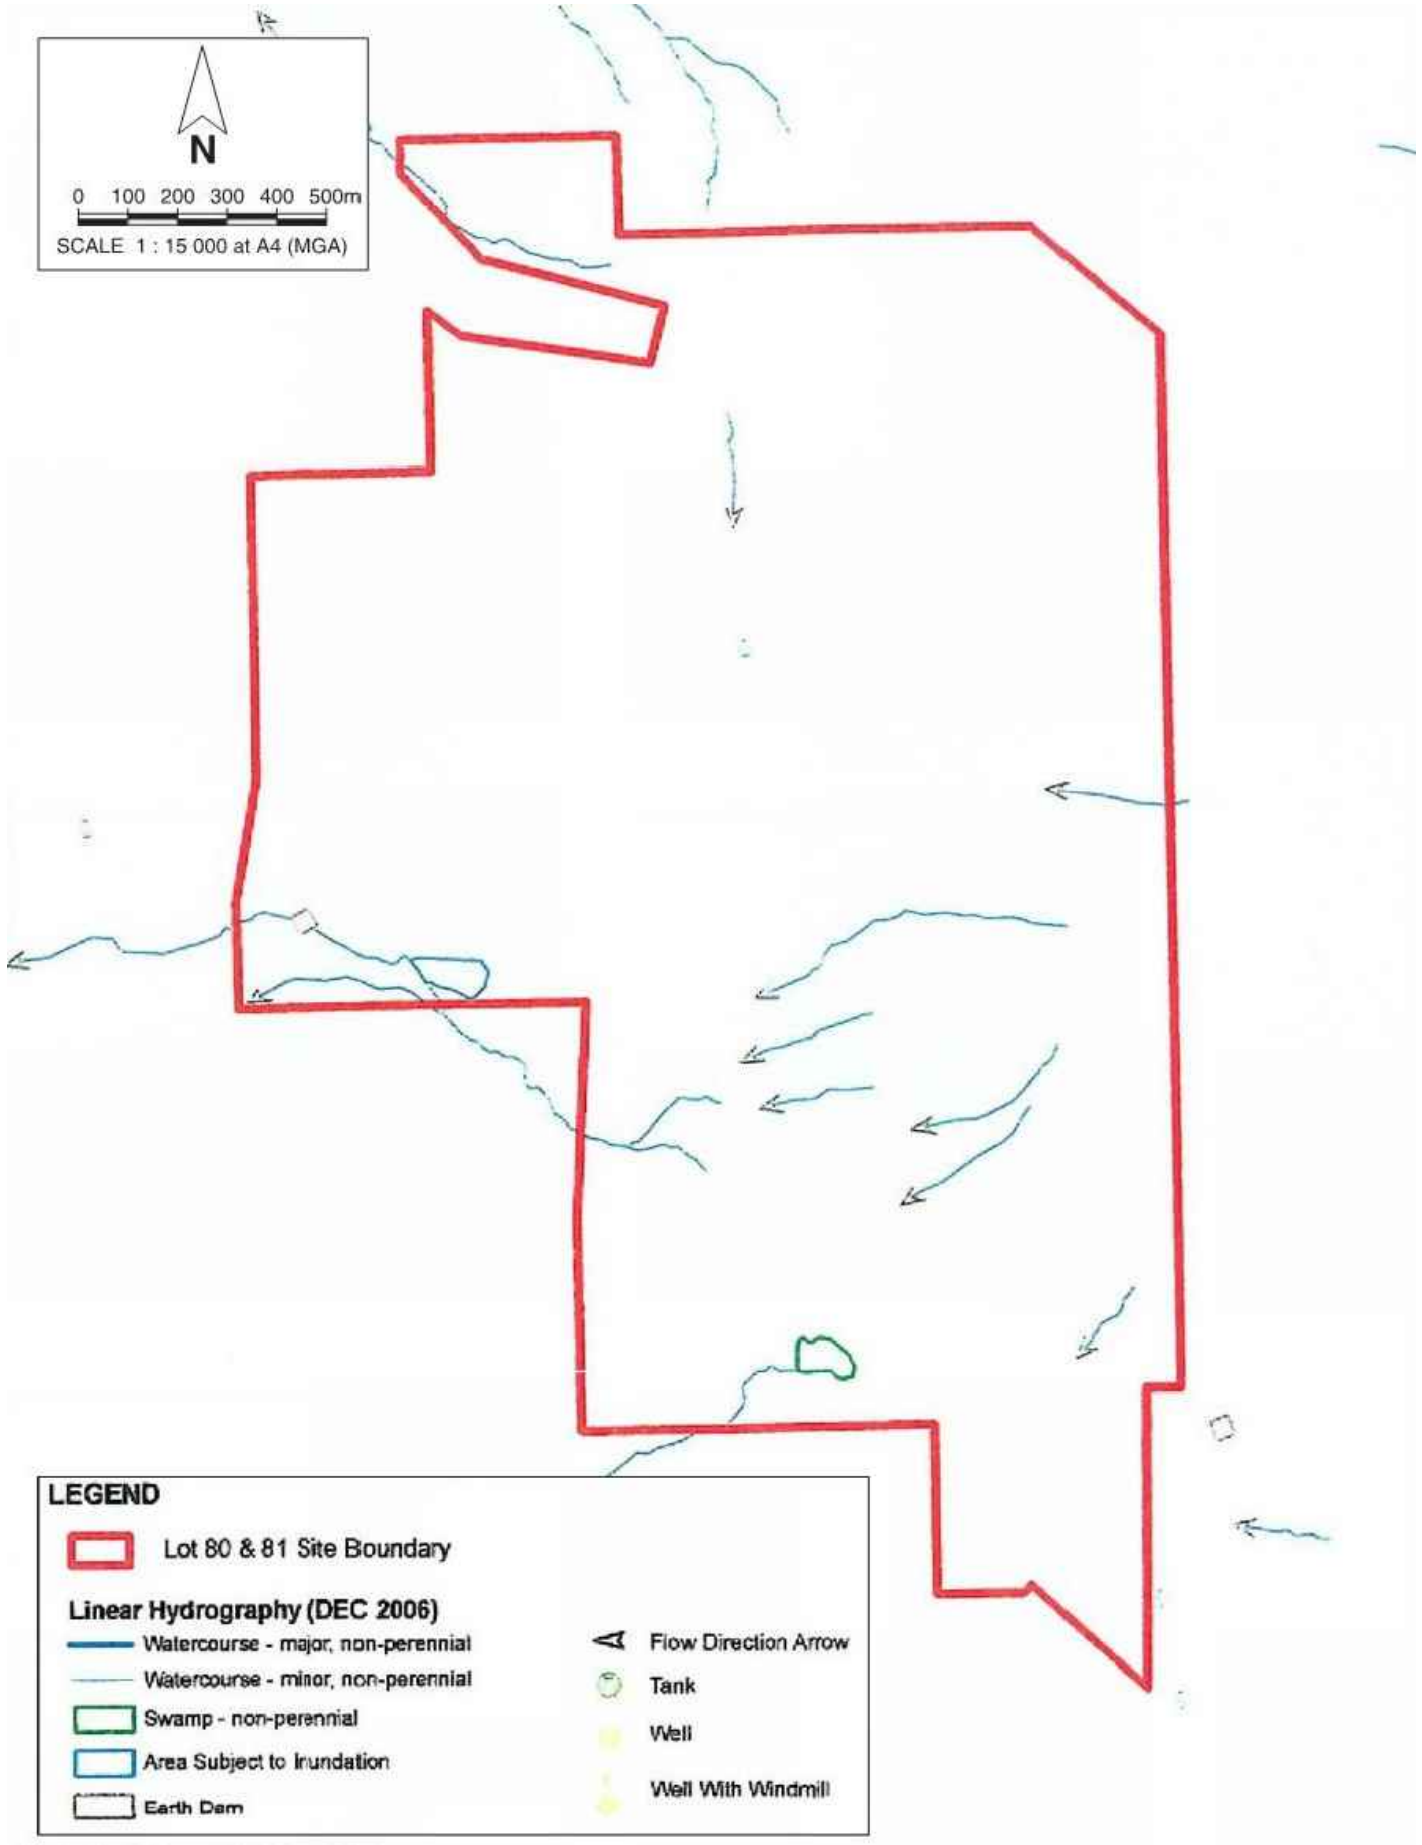 N
0 100 200 300 400 500m
SCALE 1 : 15 000 at A4 (MGA)
LEGEND
Lot 80 & 81 Site Boundary
Linear Hydrography (DEC 2006)
Watercourse - major, non-perennial
Watercourse - minor, non-perennial
Swamp - non-perennial
Area Subject to Inundation
Earth Dam
Flow Direction Arrow
Tank
Well
Well With Windmill